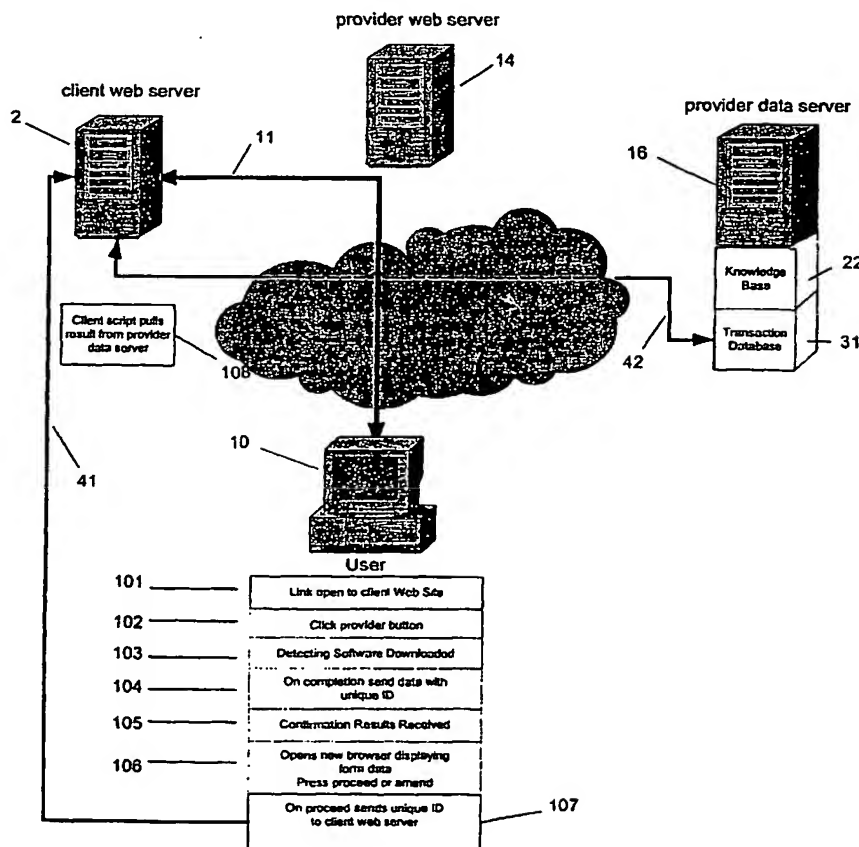 provider web server
14
client web server
provider data server
2
11
16
Knowledge
Base
22
Client script pulls
result from provider
data server
108
Transaction
Database
31
42
10
41
User
101
Link open to client Web Site
102
Click provider button
103
Detecting Software Downloaded
104
On completion send data with
unique ID
105
Confirmation Results Received
106
Opens new browser displaying
form data
Press proceed or amend
On proceed sends unique ID
to client web server
107